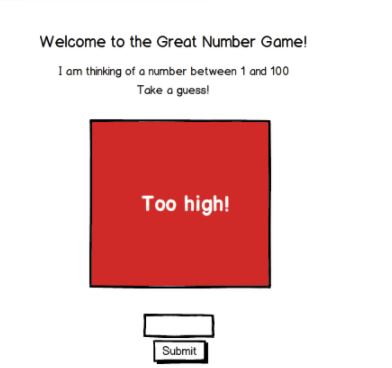 Welcome to the Great Number Game!
I am thinking of a number between 1 and 100
Take a guess!
Too high!
Submit